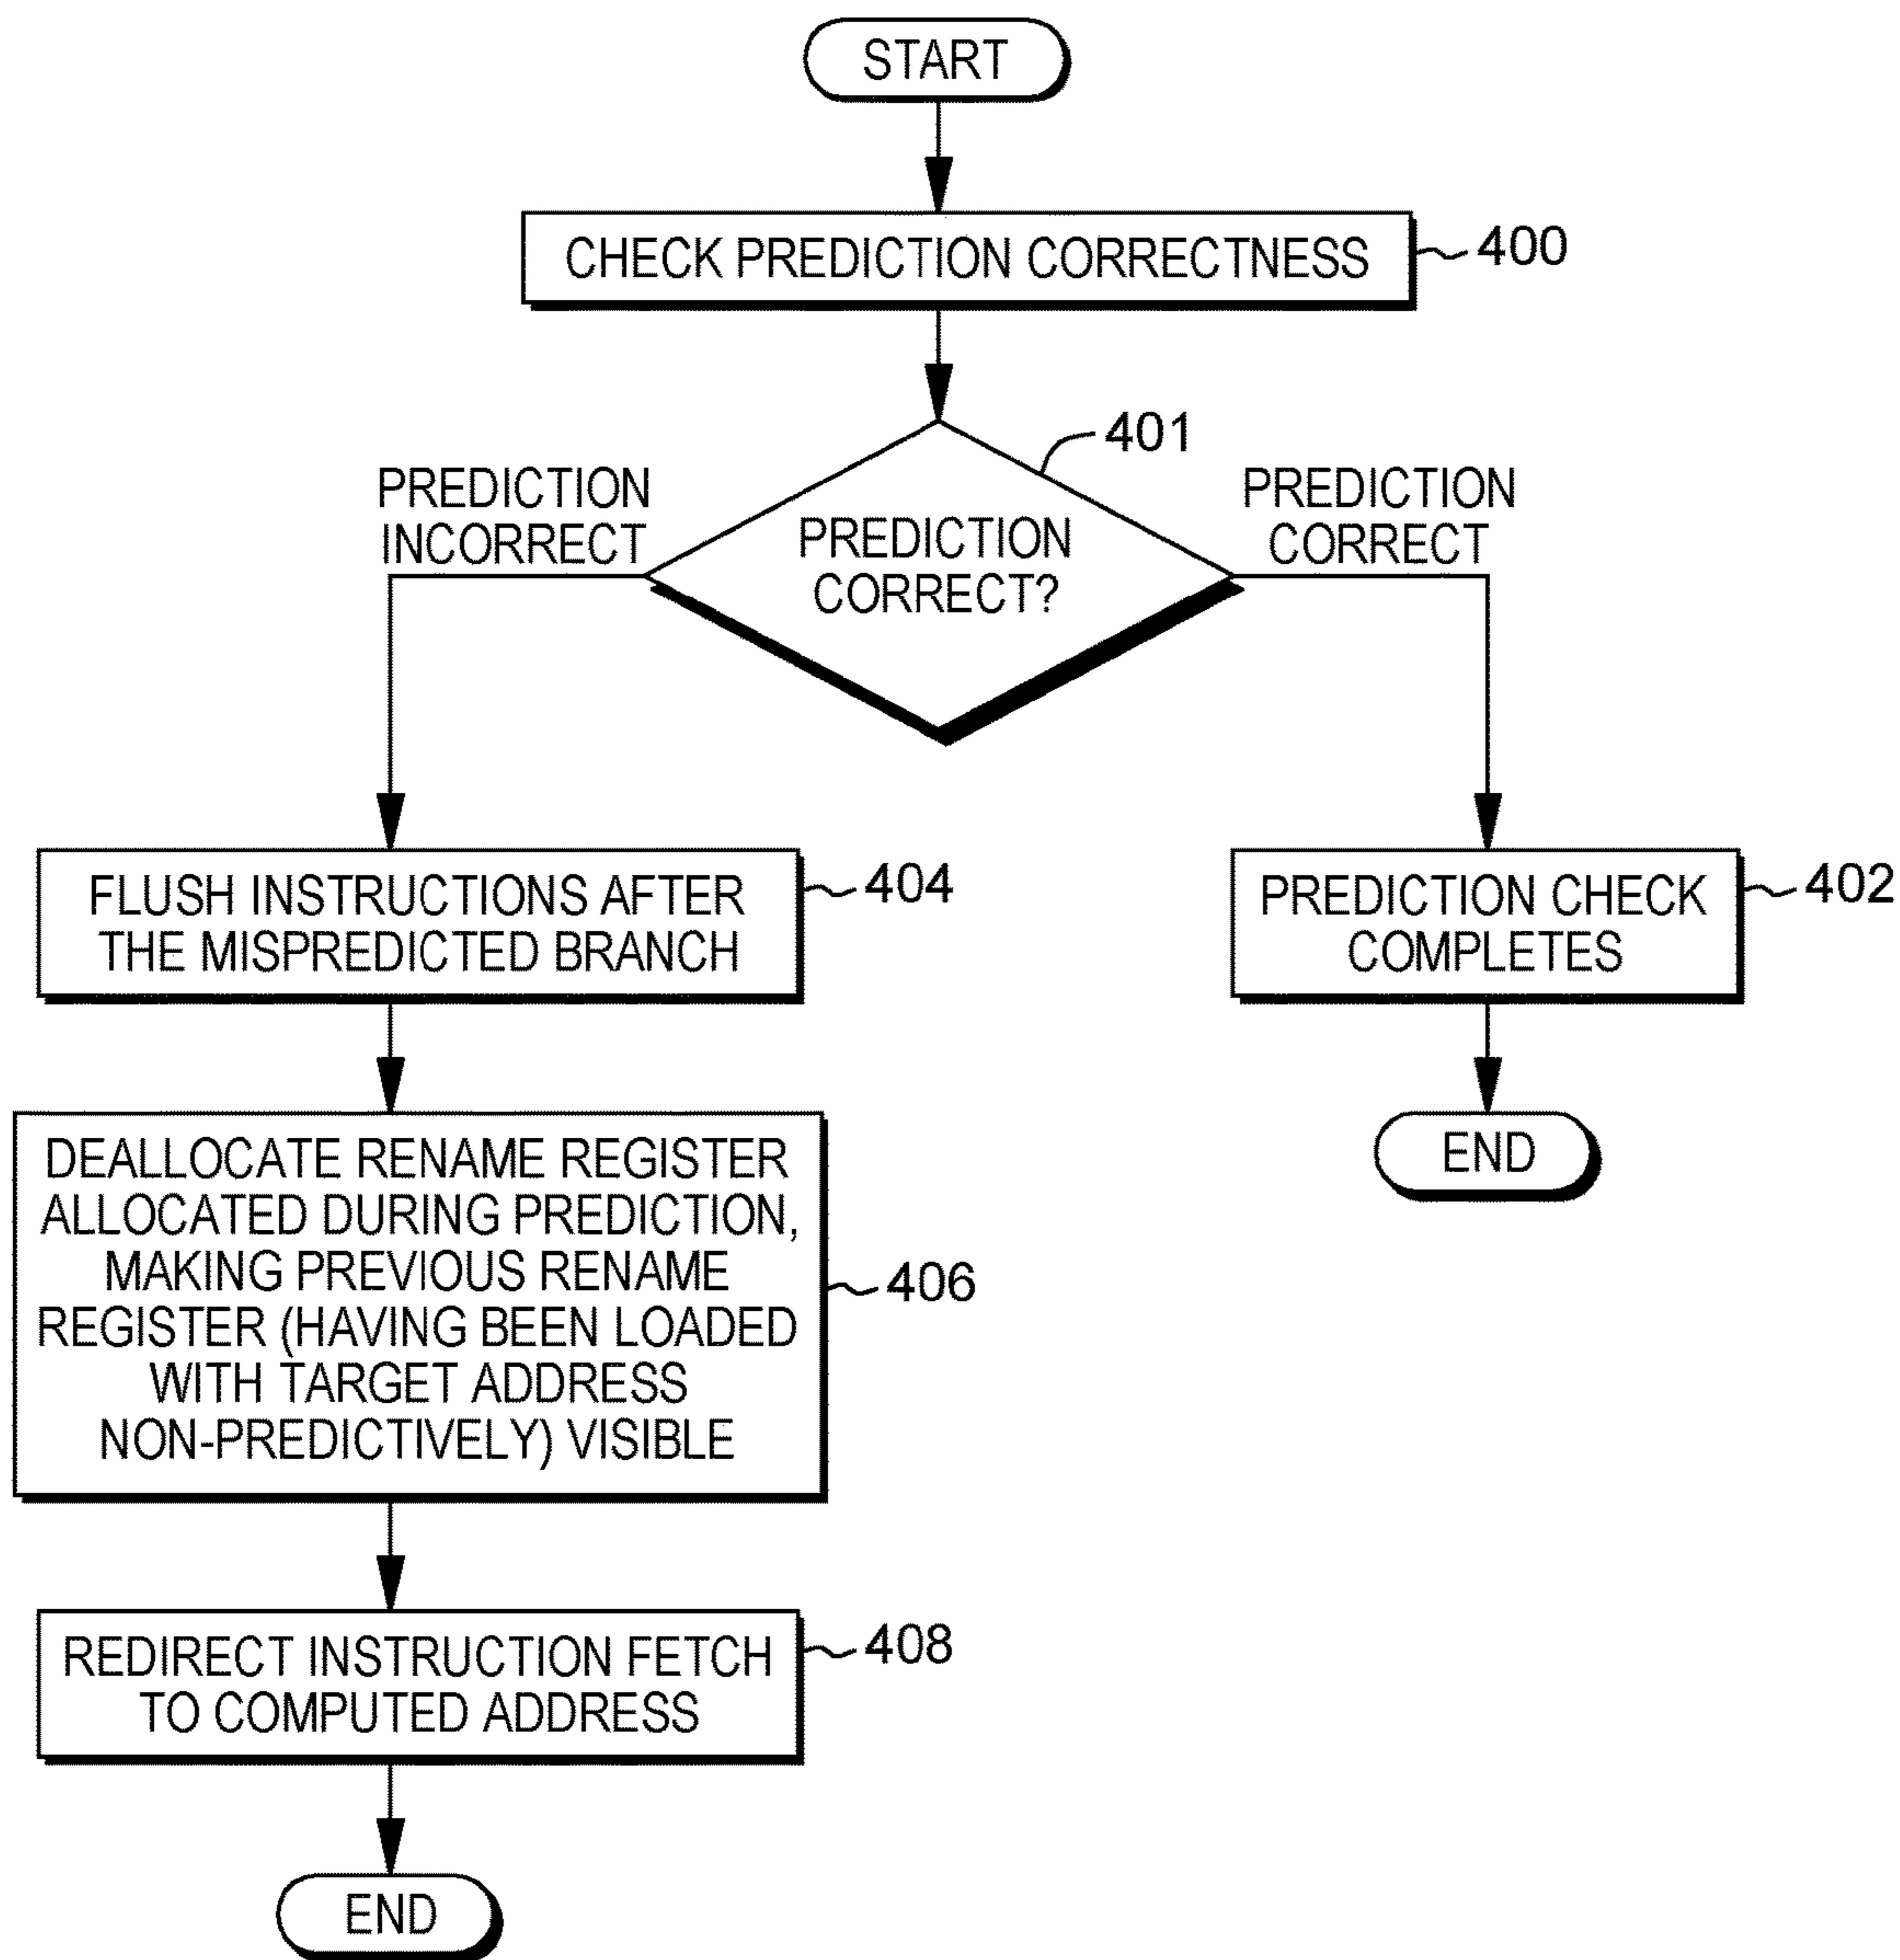 START
CHECK PREDICTION CORRECTNESS
400
401
PREDICTION
INCORRECT
PREDICTION
CORRECT?
PREDICTION
CORRECT
FLUSH INSTRUCTIONS AFTER
THE MISPREDICTED BRANCH
404
PREDICTION CHECK
COMPLETES
402
DEALLOCATE RENAME REGISTER
ALLOCATED DURING PREDICTION,
MAKING PREVIOUS RENAME
REGISTER (HAVING BEEN LOADED
WITH TARGET ADDRESS
NON-PREDICTIVELY) VISIBLE
406
END
REDIRECT INSTRUCTION FETCH
TO COMPUTED ADDRESS
408
END